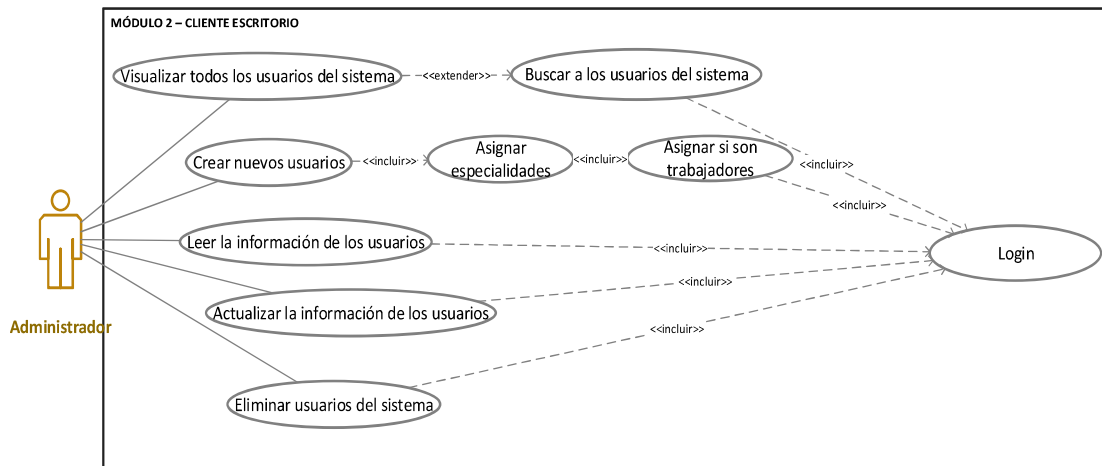 MÓDULO 2 – CLIENTE ESCRITORIO
Visualizar todos los usuarios del sistema
<<extender>>
Buscar a los usuarios del sistema
Crear nuevos usuarios
<<incluir>>
Asignar
especialidades
<<incluir>>
Asignar si son
trabajadores
<<incluir>>
<<incluir>>
Leer la información de los usuarios
<<incluir>>
Login
Actualizar la información de los usuarios
<<incluir>>
Administrador
<<incluir>>
Eliminar usuarios del sistema